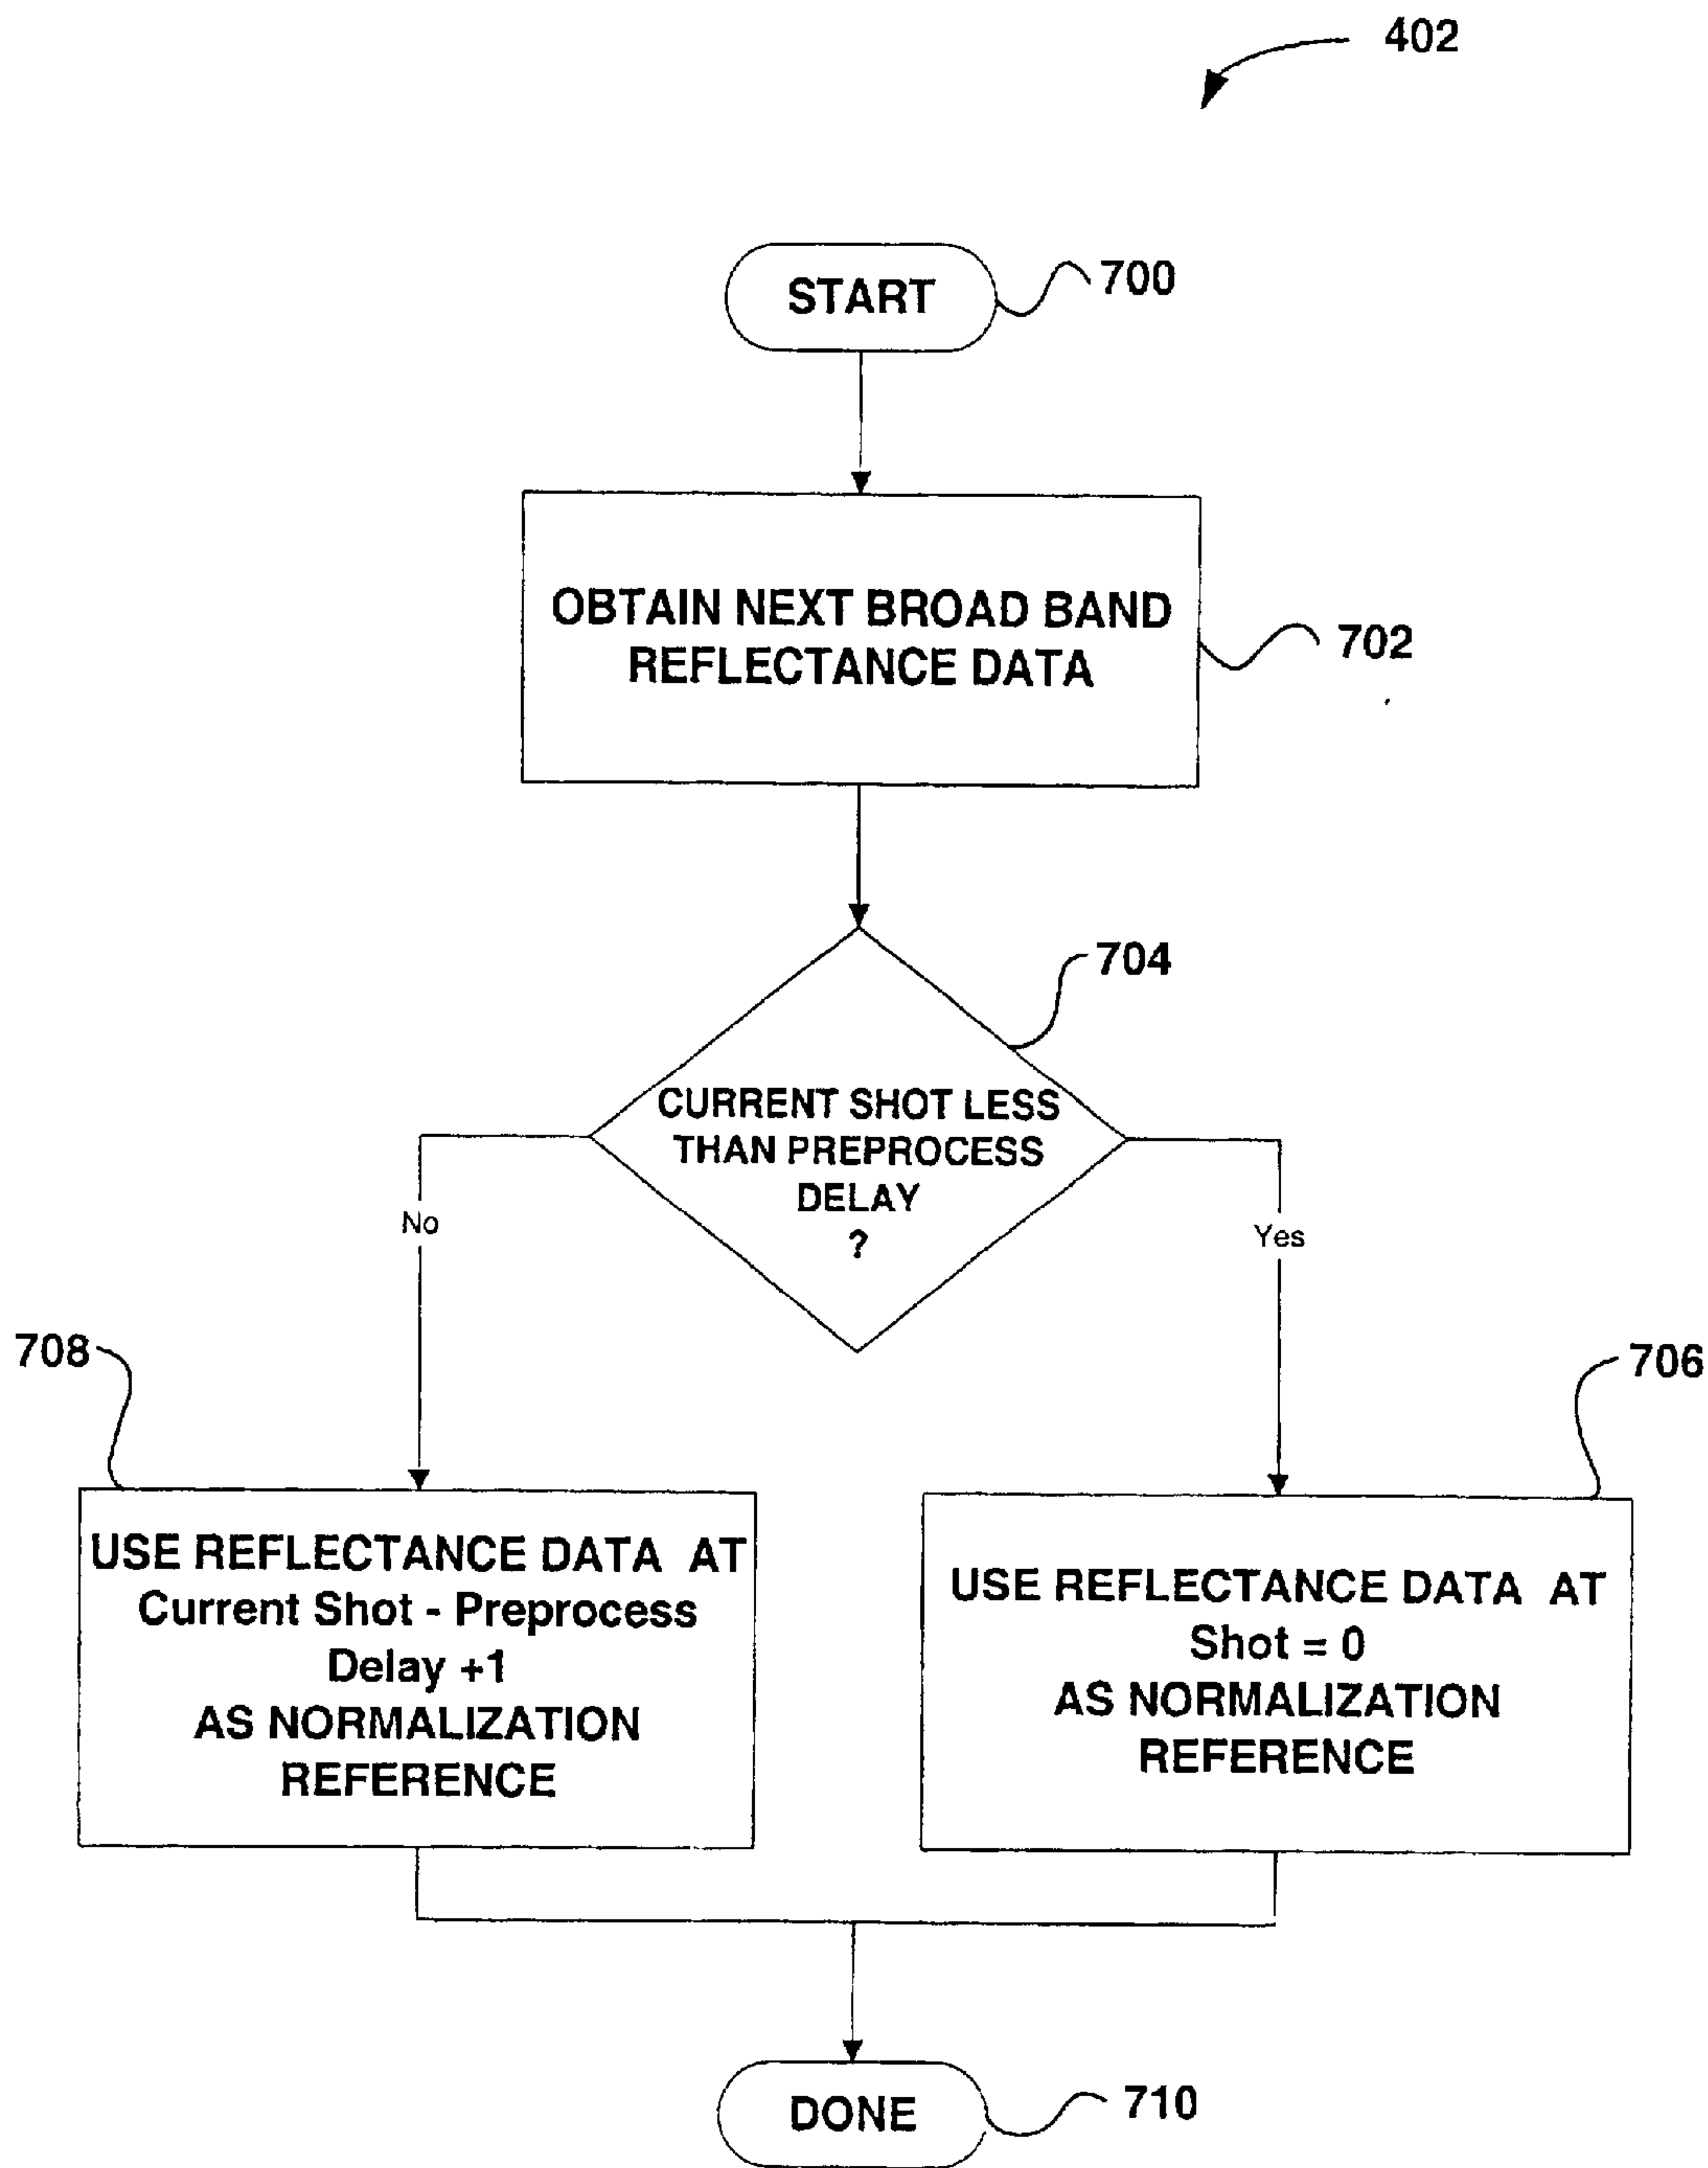 402
START
700
OBTAIN NEXT BROAD BAND
REFLECTANCE DATA
702
704
CURRENT SHOT LESS
THAN PREPROCESS
DELAY
?
No
Yes
708
706
USE REFLECTANCE DATA AT
Current Shot - Preprocess
Delay +1
AS NORMALIZATION
REFERENCE
USE REFLECTANCE DATA AT
Shot = 0
AS NORMALIZATION
REFERENCE
DONE
710